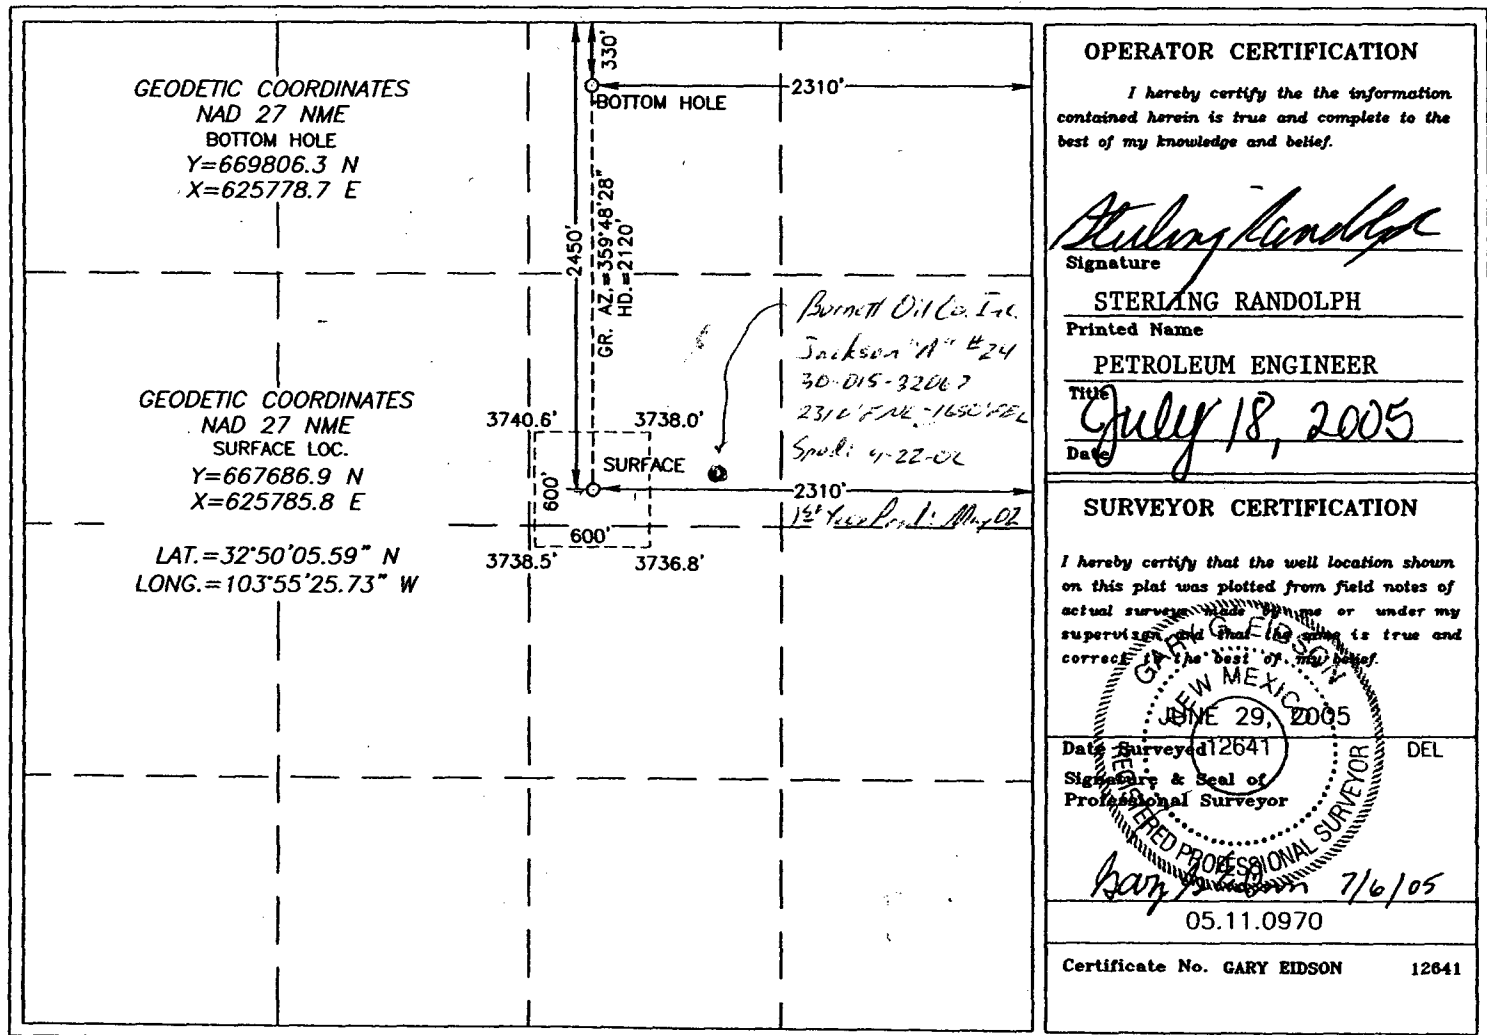 GEODETIC COORDINATES
NAD 27 NME
BOTTOM HOLE
Y=669806.3 N
X=625778.7 E
330'
2310'
BOTTOM HOLE
2450'
GR. AZ.=359°48'28"
HD.=2120'
Burnett Oil Co. Inc.
Jackson "A" #24
30-015-32067
2310' FNL-1650' FEL
Spud: 4-22-02
GEODETIC COORDINATES
NAD 27 NME
SURFACE LOC.
Y=667686.9 N
X=625785.8 E
LAT.=32°50'05.59" N
LONG.=103°55'25.73" W
3740.6'
3738.0'
SURFACE
600'
2310'
1st Prod: May 02
600'
3738.5'
3736.8'
OPERATOR CERTIFICATION
I hereby certify the the information
contained herein is true and complete to the
best of my knowledge and belief.
Sterling Randolph
Signature
STERLING RANDOLPH
Printed Name
PETROLEUM ENGINEER
Title
July 18, 2005
Date
SURVEYOR CERTIFICATION
I hereby certify that the well location shown
on this plat was plotted from field notes of
actual surveys made by me or under my
supervison and that the same is true and
correct to the best of my belief.
GARY G. EIDSON
NEW MEXICO
JUNE 29, 2005
Date Surveyed
12641
DEL
Signature & Seal of
Professional Surveyor
REGISTERED PROFESSIONAL SURVEYOR
Gary G Eidson 7/6/05
05.11.0970
Certificate No. GARY EIDSON 12641